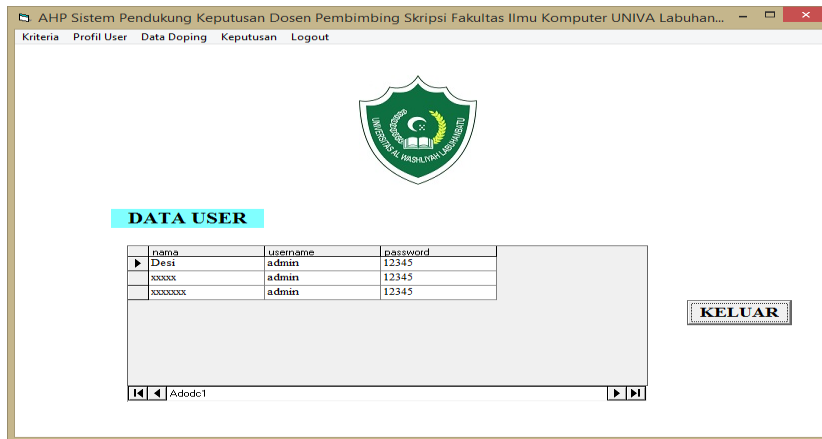 AHP Sistem Pendukung Keputusan Dosen Pembimbing Skripsi Fakultas Ilmu Komputer UNIVA Labuhan...
Kriteria Profil User Data Doping Keputusan Logout
UNIVERSITAS AL WASHLIYAH LABUHANBATU
DATA USER
nama username password
Desi admin 12345
xxxxx admin 12345
xxxxxxx admin 12345
KELUAR
Adodc1